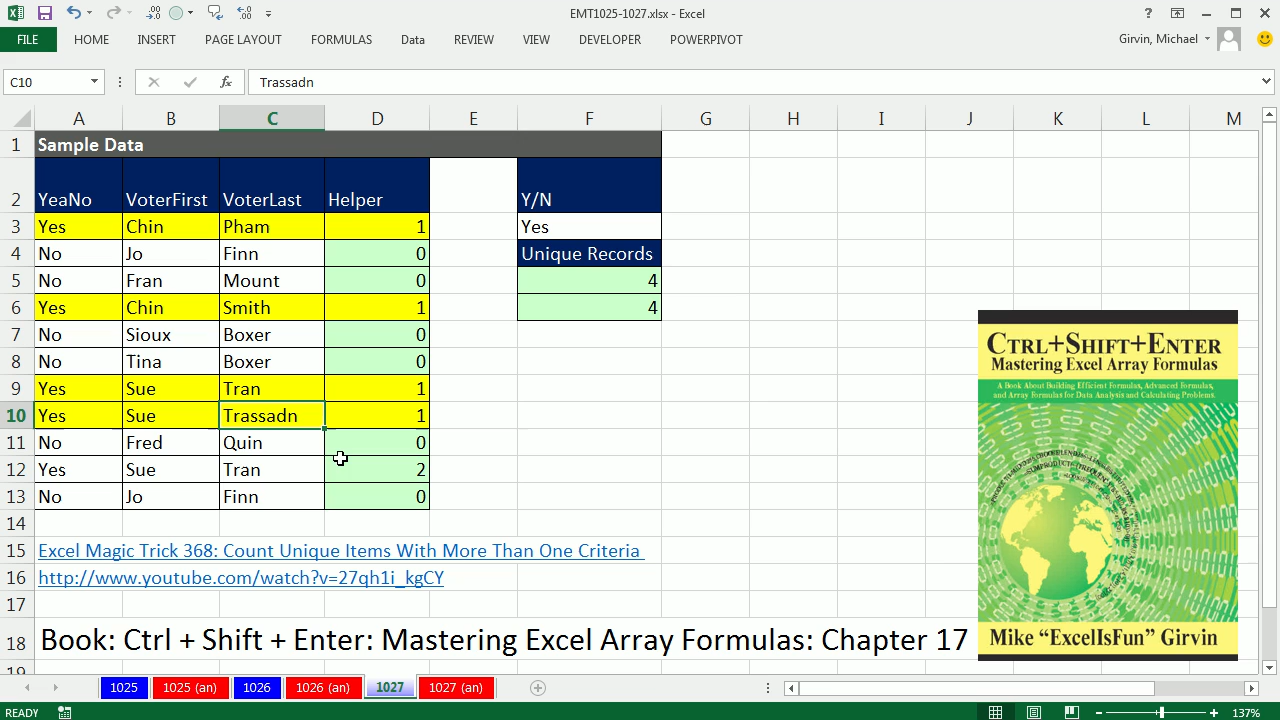 EMT1025-1027.xlsx - Excel
FILE HOME INSERT PAGE LAYOUT FORMULAS Data REVIEW VIEW DEVELOPER POWERPIVOT Girvin, Michael
C10 fx Trassadn
A B C D E F G H I J K L M
1 Sample Data
2 YeaNo VoterFirst VoterLast Helper Y/N
3 Yes Chin Pham 1 Yes
4 No Jo Finn 0 Unique Records
5 No Fran Mount 0 4
6 Yes Chin Smith 1 4
7 No Sioux Boxer 0
8 No Tina Boxer 0
9 Yes Sue Tran 1
10 Yes Sue Trassadn 1
11 No Fred Quin 0
12 Yes Sue Tran 2
13 No Jo Finn 0
14
15 Excel Magic Trick 368: Count Unique Items With More Than One Criteria
16 http://www.youtube.com/watch?v=27qh1i_kgCY
17
18 Book: Ctrl + Shift + Enter: Mastering Excel Array Formulas: Chapter 17
19
CTRL+SHIFT+ENTER
Mastering Excel Array Formulas
A Book About Building Efficient Formulas, Advanced Formulas,
and Array Formulas for Data Analysis and Calculating Problems.
Mike “ExcelIsFun” Girvin
1025 1025 (an) 1026 1026 (an) 1027 1027 (an)
READY 137%